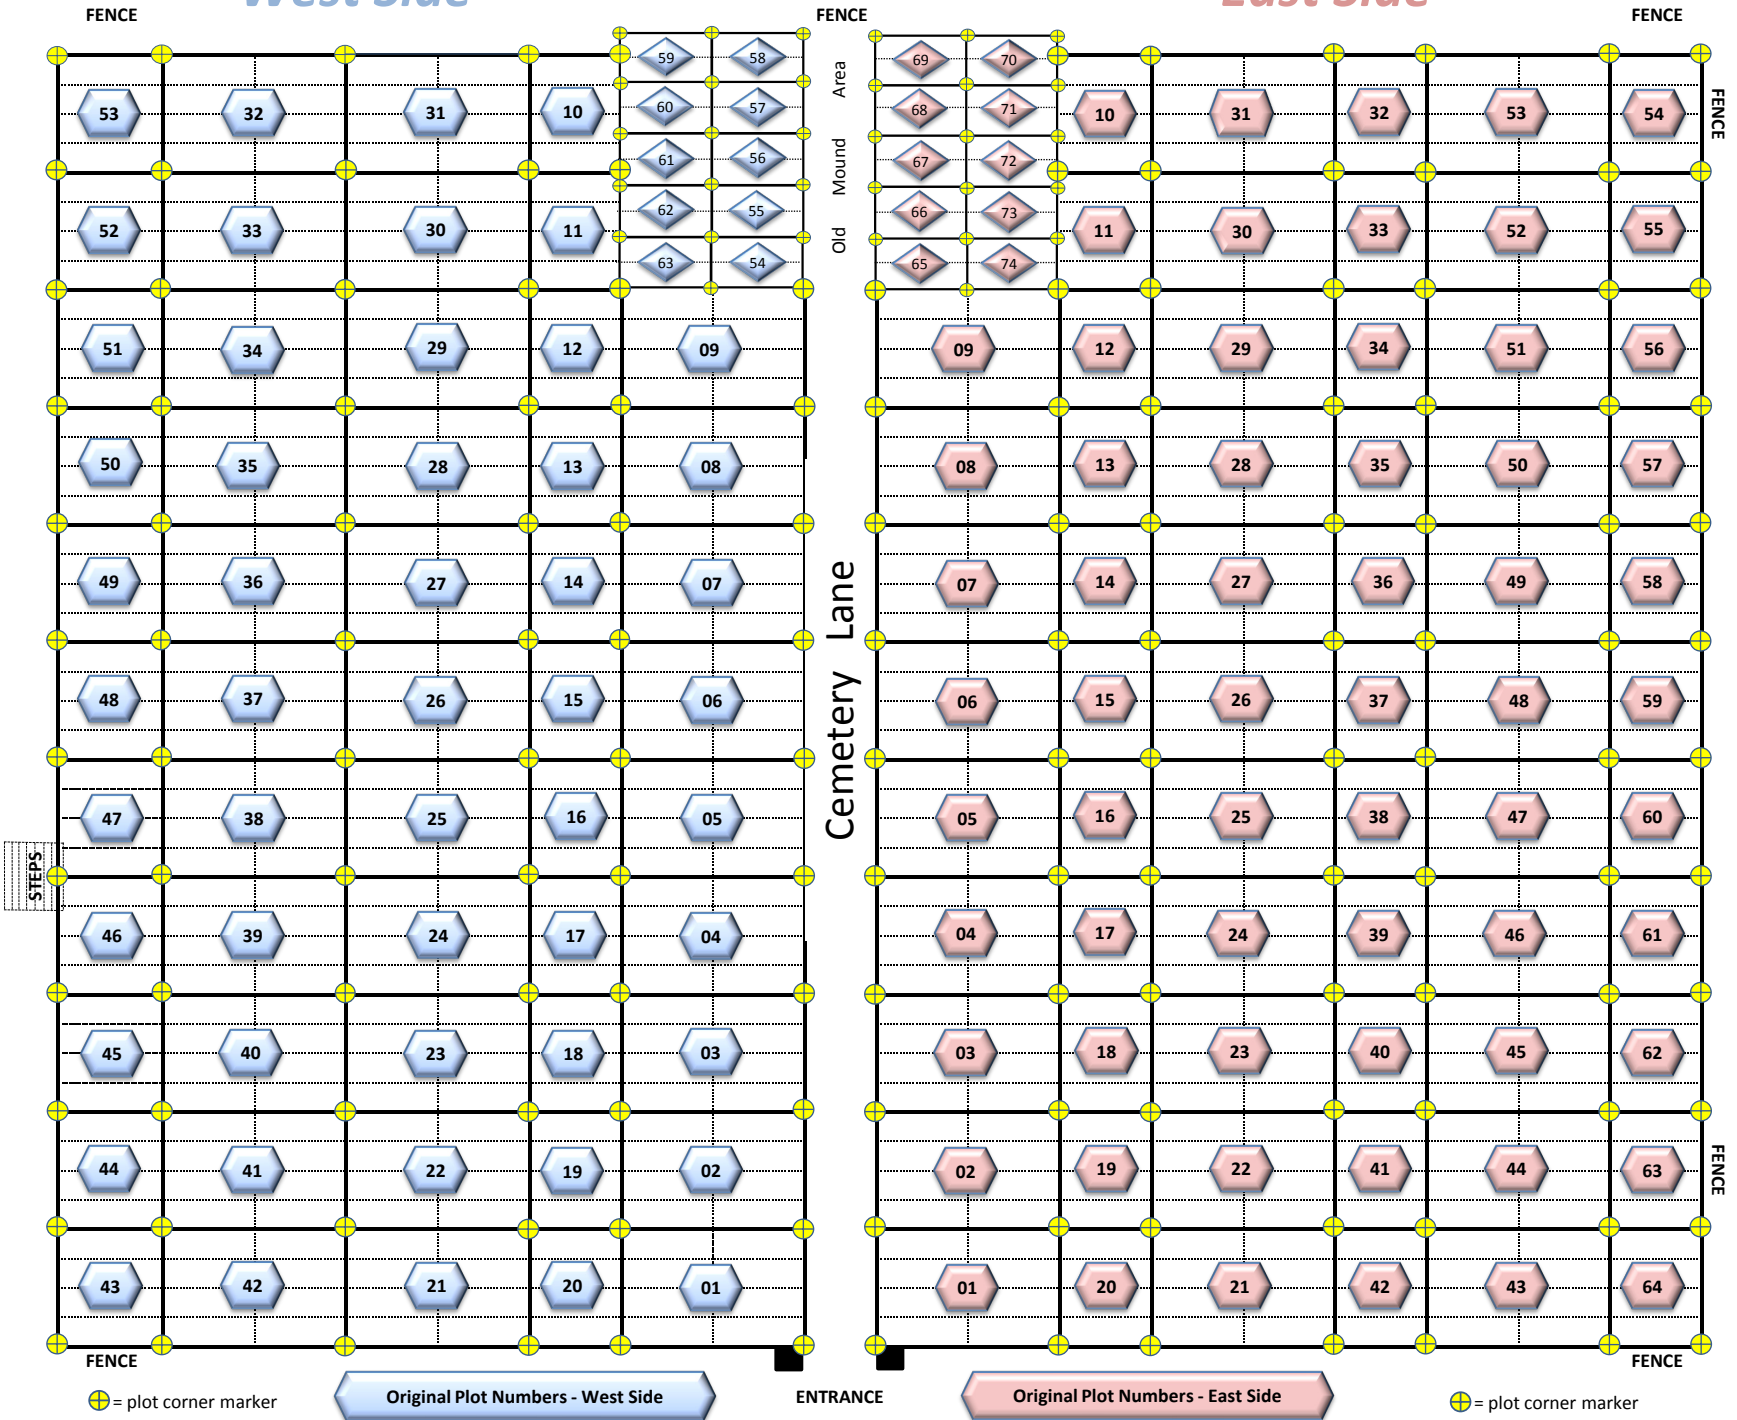 West Side East Side
FENCE FENCE FENCE
59 58 69 70
53 32 31 10 60 57 Area 68 71 10 31 32 53 54 FENCE
61 56 Mound 67 72
52 33 30 11 62 55 Old 66 73 11 30 33 52 55
63 54 65 74
51 34 29 12 09 09 12 29 34 51 56
50 35 28 13 08 08 13 28 35 50 57
49 36 27 14 07 07 14 27 36 49 58
48 37 26 15 06 Cemetery Lane 06 15 26 37 48 59
47 38 25 16 05 05 16 25 38 47 60
STEPS
46 39 24 17 04 04 17 24 39 46 61
45 40 23 18 03 03 18 23 40 45 62
44 41 22 19 02 02 19 22 41 44 63 FENCE
43 42 21 20 01 01 20 21 42 43 64
FENCE FENCE
= plot corner marker Original Plot Numbers - West Side ENTRANCE Original Plot Numbers - East Side = plot corner marker